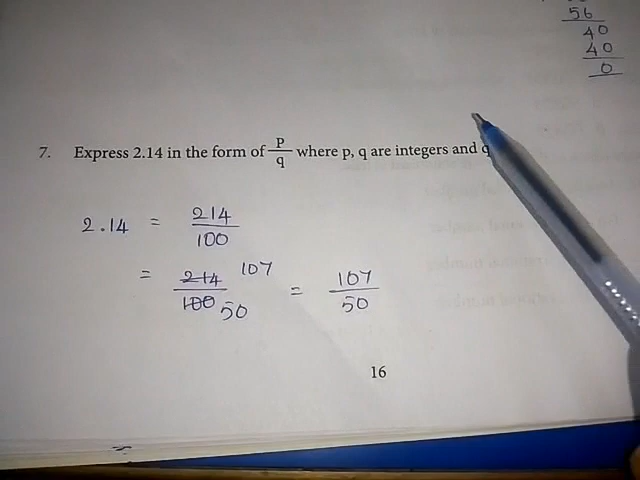 56
40
40
0
7. Express 2.14 in the form of p/q where p, q are integers and q
2.14 = 214/100
= 214/100 107 50 = 107/50
16